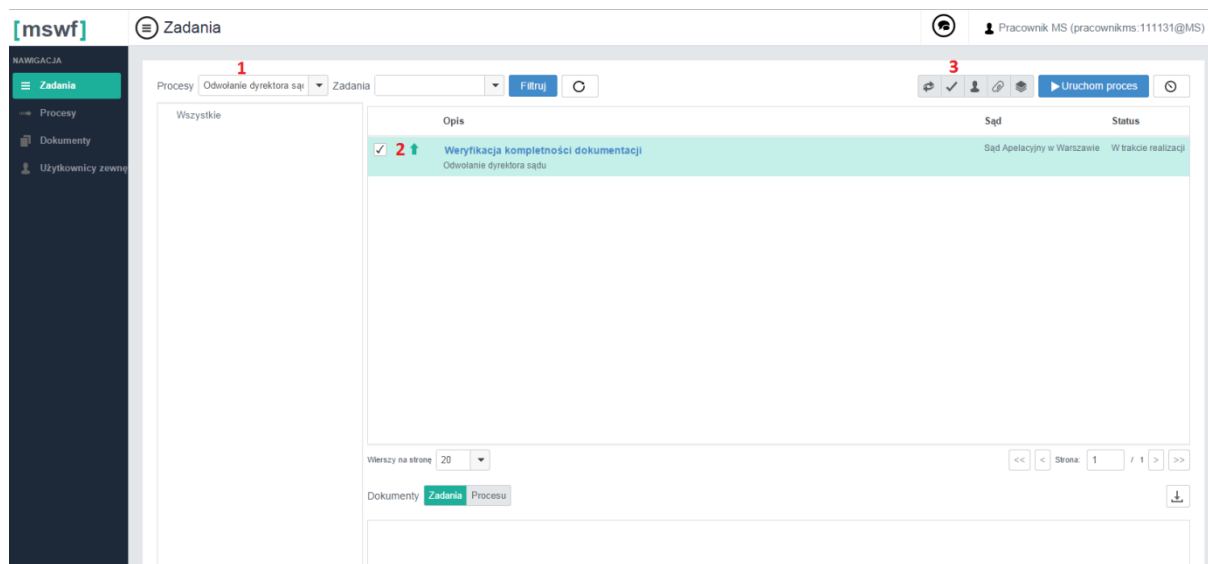 [mswf]
Zadania
Pracownik MS (pracownikms:111131@MS)
NAWIGACJA
Zadania
Procesy
Dokumenty
Użytkownicy zewnę
1
3
Procesy Odwołanie dyrektora są Zadania Filtruj Uruchom proces
Wszystkie
Opis Sąd Status
2 Weryfikacja kompletności dokumentacji Sąd Apelacyjny w Warszawie W trakcie realizacji
Odwołanie dyrektora sądu
Wierszy na stronę 20 << < Strona: 1 / 1 > >>
Dokumenty Zadania Procesu